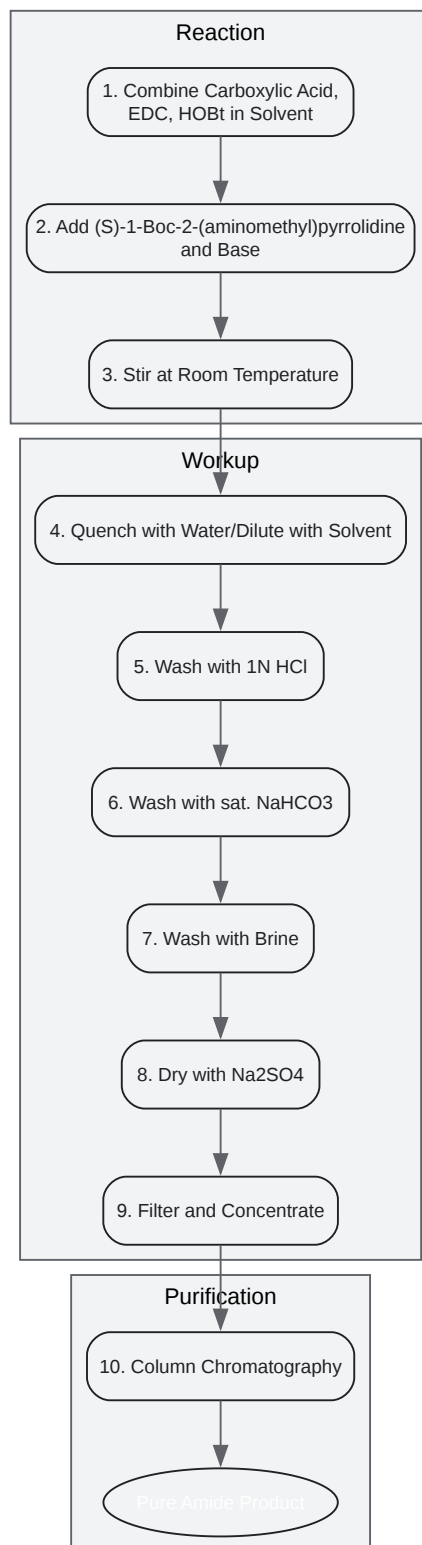 Reaction
1. Combine Carboxylic Acid,
EDC, HOBt in Solvent
2. Add (S)-1-Boc-2-(aminomethyl)pyrrolidine
and Base
3. Stir at Room Temperature
Workup
4. Quench with Water/Dilute with Solvent
5. Wash with 1N HCl
6. Wash with sat. NaHCO3
7. Wash with Brine
8. Dry with Na2SO4
9. Filter and Concentrate
Purification
10. Column Chromatography
Pure Amide Product